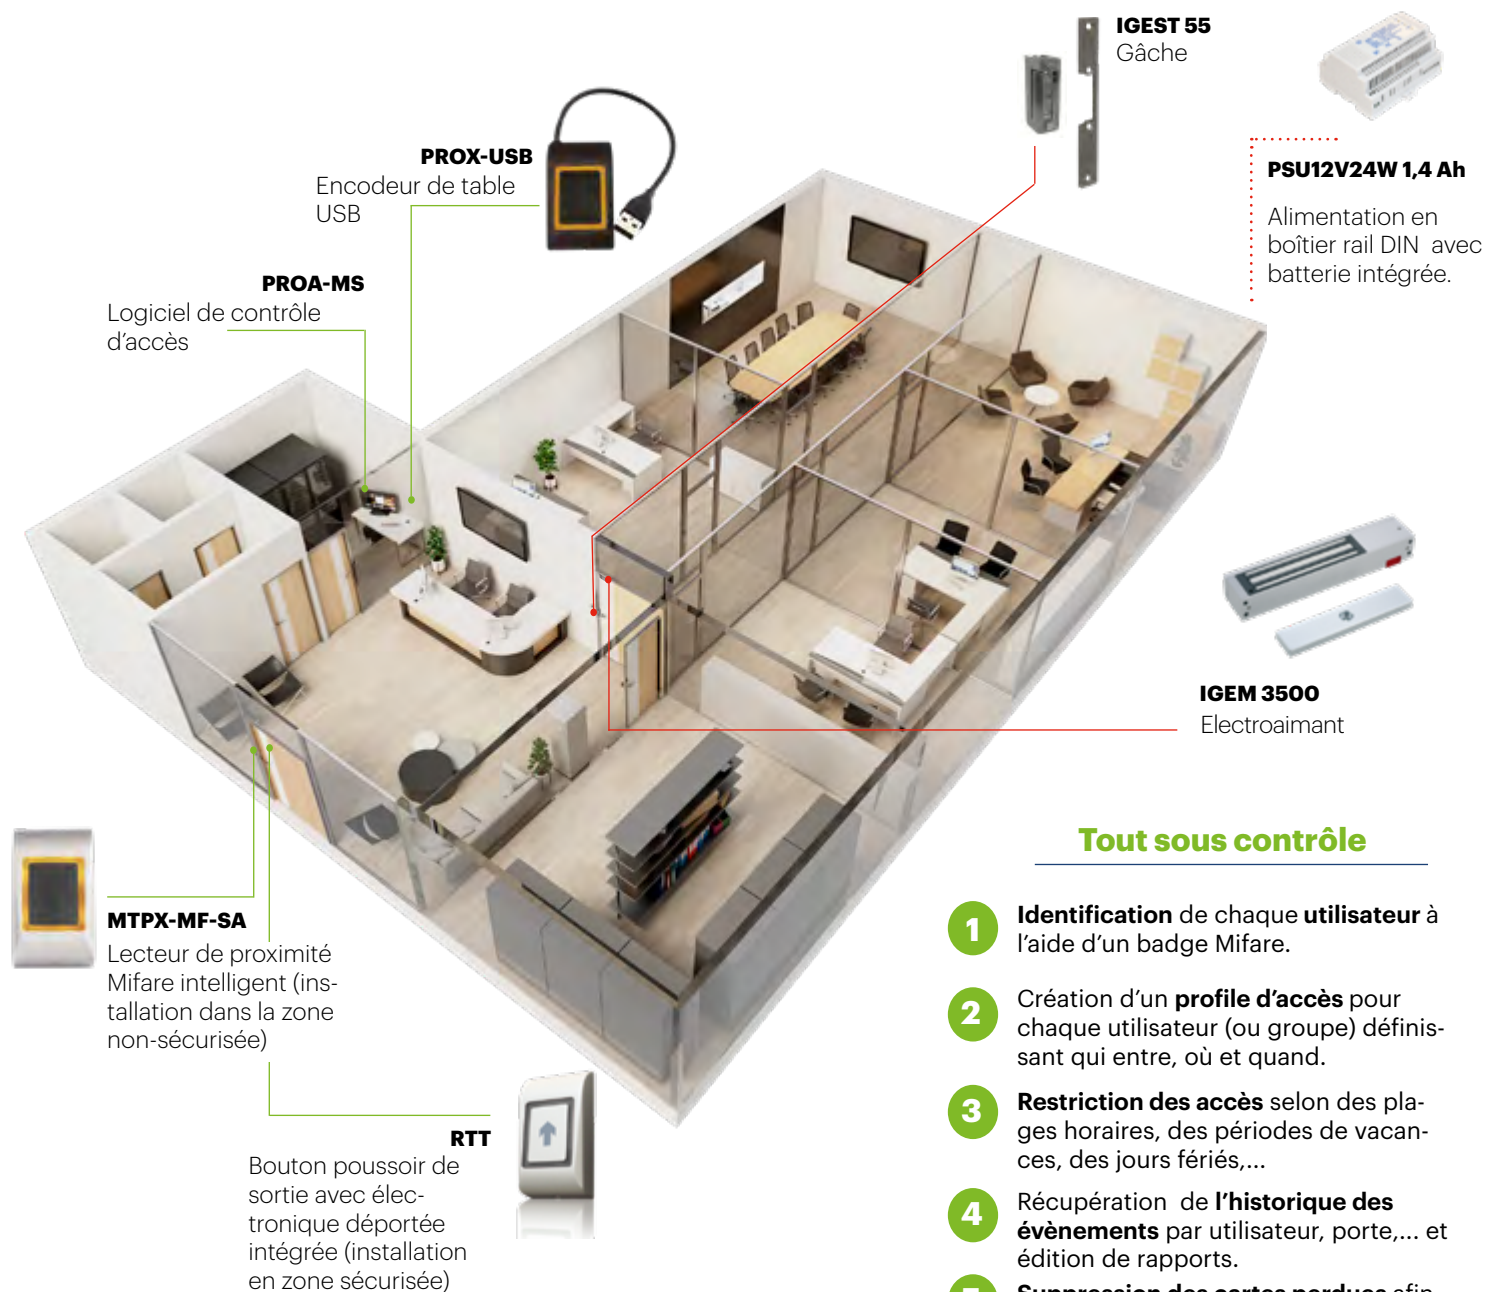 IGEST 55
Gâche
PSU12V24W 1,4 Ah
Alimentation en
boîtier rail DIN avec
batterie intégrée.
PROX-USB
Encodeur de table
USB
PROA-MS
Logiciel de contrôle
d'accès
IGEM 3500
Electroaimant
MTPX-MF-SA
Lecteur de proximité
Mifare intelligent (ins-
tallation dans la zone
non-sécurisée)
RTT
Bouton poussoir de
sortie avec élec-
tronique déportée
intégrée (installation
en zone sécurisée)
Tout sous contrôle
1
Identification de chaque utilisateur à
l'aide d'un badge Mifare.
2
Création d'un profile d'accès pour
chaque utilisateur (ou groupe) définis-
sant qui entre, où et quand.
3
Restriction des accès selon des pla-
ges horaires, des périodes de vacan-
ces, des jours fériés,...
4
Récupération de l'historique des
évènements par utilisateur, porte,... et
édition de rapports.
Suppression des cartes perdues afin